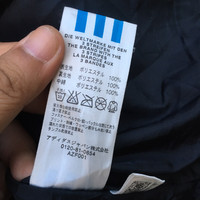 DIE WELTMARKE MIT DEN
3 STREIFEN
THE BRAND WITH THE
3 STRIPES
LA MARQUE AUX
3 BANDES
表生地 ポリエステル 100%
裏生地 ポリエステル 100%
中綿 ポリエステル 100%
アディダスジャパン株式会社
0120-81-0654
AZF001